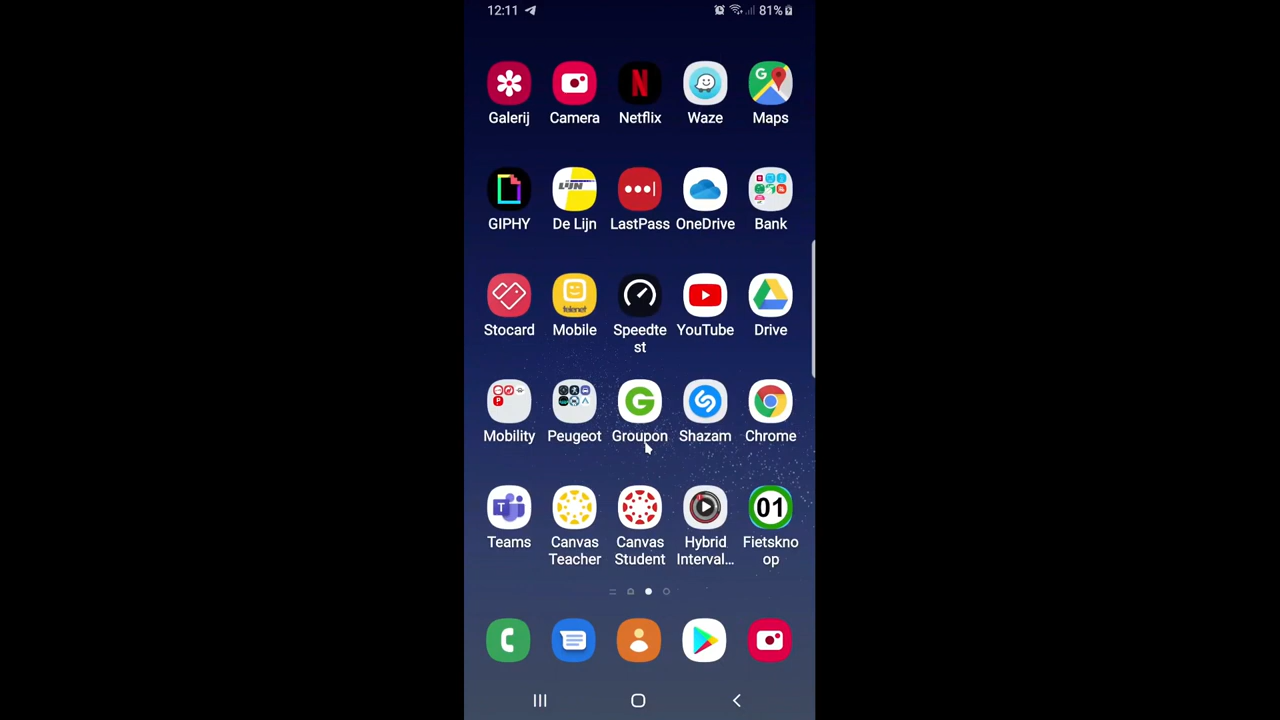 12:11 81%
Galerij Camera Netflix Waze Maps
GIPHY De Lijn LastPass OneDrive Bank
Stocard Mobile Speedte YouTube Drive
st
Mobility Peugeot Groupon Shazam Chrome
01
Teams Canvas Canvas Hybrid Fietskno
Teacher Student Interval... op